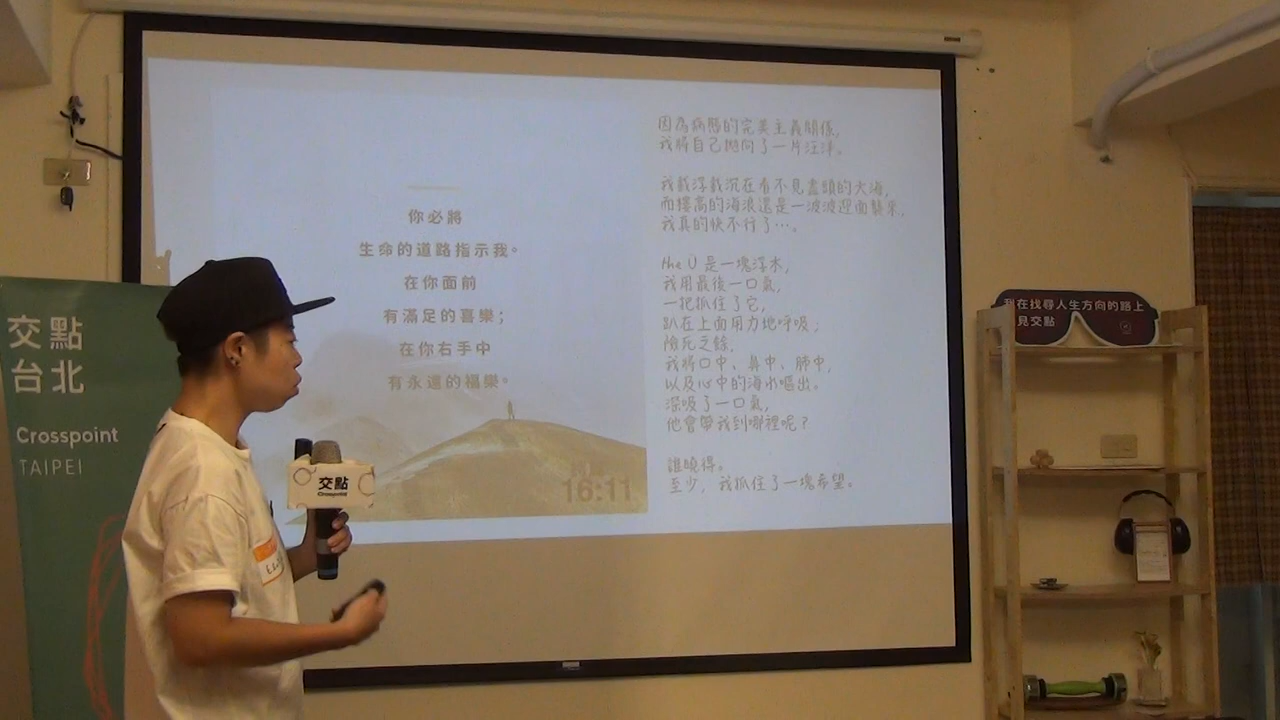 你必將
生命的道路指示我。
在你面前
有滿足的喜樂；
在你右手中
有永遠的福樂。
16:11
因為病態的完美主義關係，
我將自己拋向了一片汪洋。
我載浮載沉在看不見盡頭的大海，
而摟高的海浪還是一波波迎面襲來，
我真的快不行了…。
the U 是一塊浮木，
我用最後一口氣，
一把抓住了它，
趴在上面用力地呼吸；
險死之餘，
我將口中、鼻中、肺中，
以及心中的海水嘔出。
深吸了一口氣，
他會帶我到哪裡呢？
誰曉得。
至少，我抓住了一塊希望。
交點
台北
Crosspoint
TAIPEI
交點
Crosspoint
我在找尋人生方向的路上
見交點